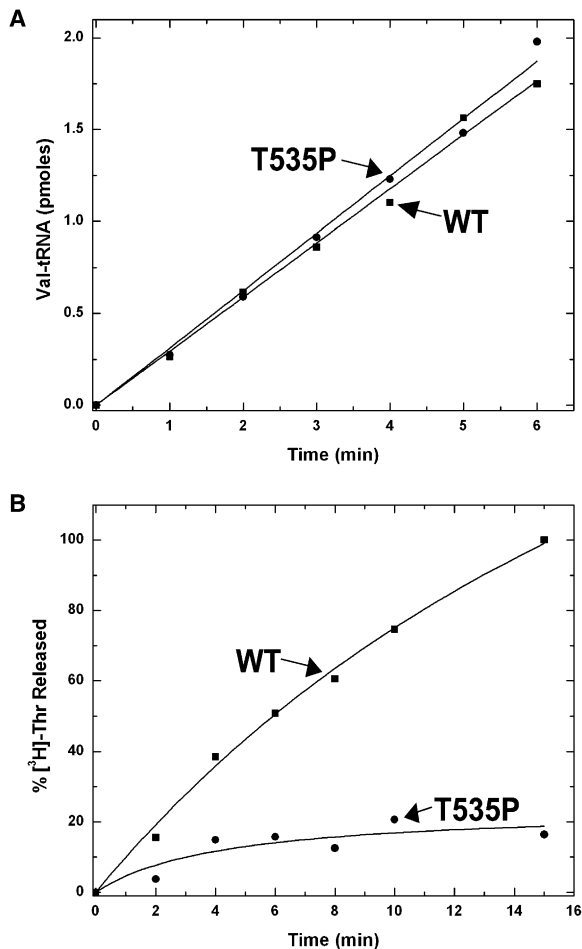 A
2.0
1.5
1.0
0.5
0.0
Val-tRNA (pmoles)
T535P
WT
0 1 2 3 4 5 6
Time (min)
B
100
80
60
40
20
0
% [³H]-Thr Released
WT
T535P
0 2 4 6 8 10 12 14 16
Time (min)